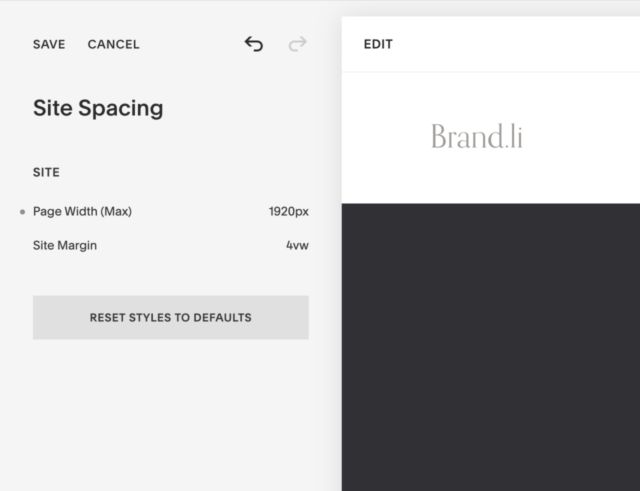 SAVE CANCEL
EDIT
Site Spacing
Brand.li
SITE
Page Width (Max) 1920px
Site Margin 4vw
RESET STYLES TO DEFAULTS